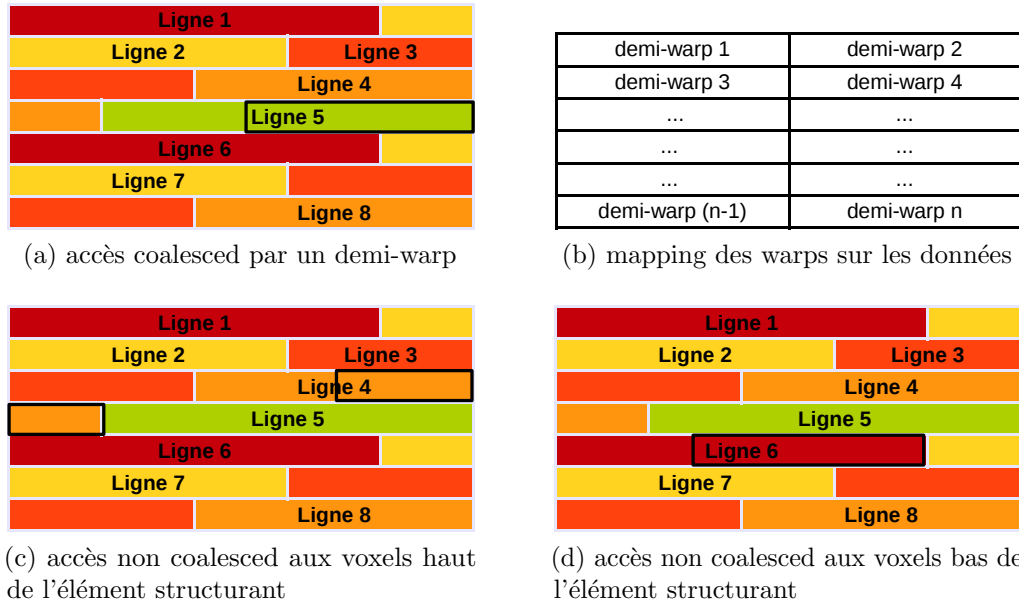 Ligne 1
Ligne 2 Ligne 3
Ligne 4
Ligne 5
Ligne 6
Ligne 7
Ligne 8
(a) accès coalesced par un demi-warp
demi-warp 1 demi-warp 2
demi-warp 3 demi-warp 4
... ...
... ...
... ...
demi-warp (n-1) demi-warp n
(b) mapping des warps sur les données
Ligne 1
Ligne 2 Ligne 3
Ligne 4
Ligne 5
Ligne 6
Ligne 7
Ligne 8
(c) accès non coalesced aux voxels haut
de l'élément structurant
Ligne 1
Ligne 2 Ligne 3
Ligne 4
Ligne 5
Ligne 6
Ligne 7
Ligne 8
(d) accès non coalesced aux voxels bas de
l'élément structurant